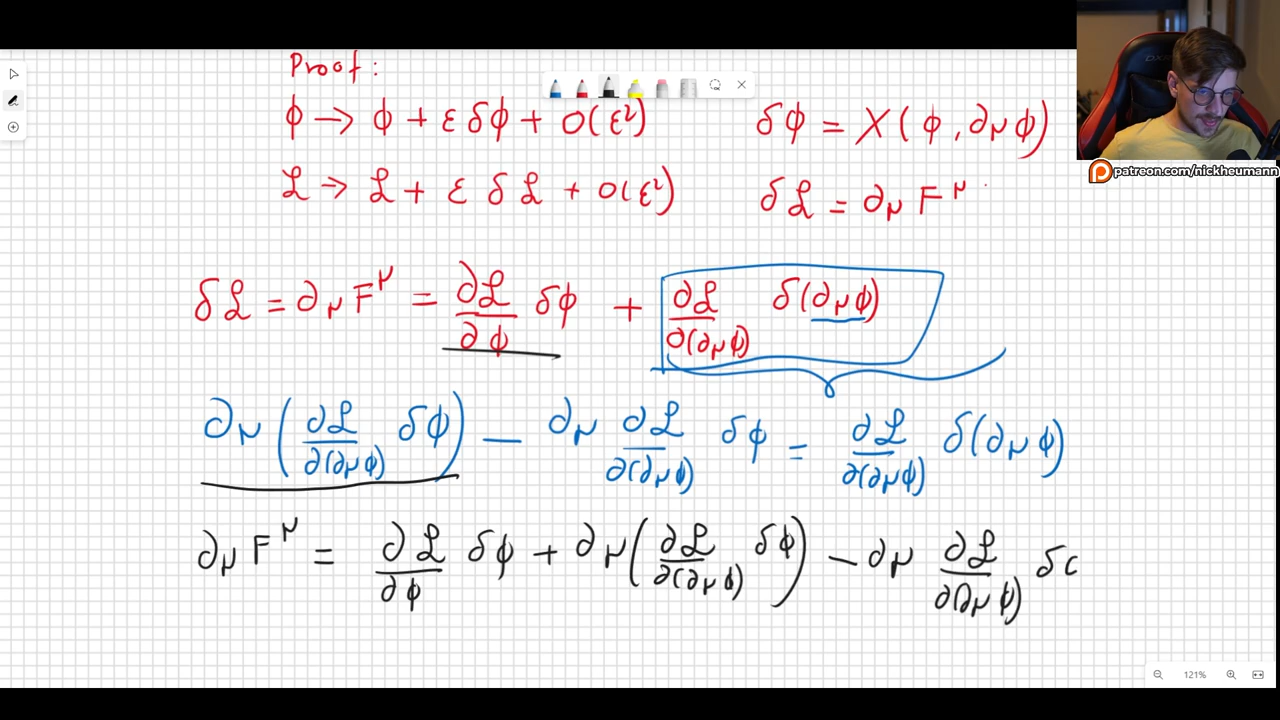 Proof:
ϕ → ϕ + ε δϕ + O(ε²) δϕ = X(ϕ, ∂μϕ)
patreon.com/nickheumann
ℒ → ℒ + ε δℒ + O(ε²) δℒ = ∂μ F^μ
δℒ = ∂μ F^μ = ∂ℒ/∂ϕ δϕ + ∂ℒ/∂(∂μϕ) δ(∂μϕ)
∂μ (∂ℒ/∂(∂μϕ) δϕ) − ∂μ ∂ℒ/∂(∂μϕ) δϕ = ∂ℒ/∂(∂μϕ) δ(∂μϕ)
∂μ F^μ = ∂ℒ/∂ϕ δϕ + ∂μ (∂ℒ/∂(∂μϕ) δϕ) − ∂μ ∂ℒ/∂(∂μϕ) δ
121%